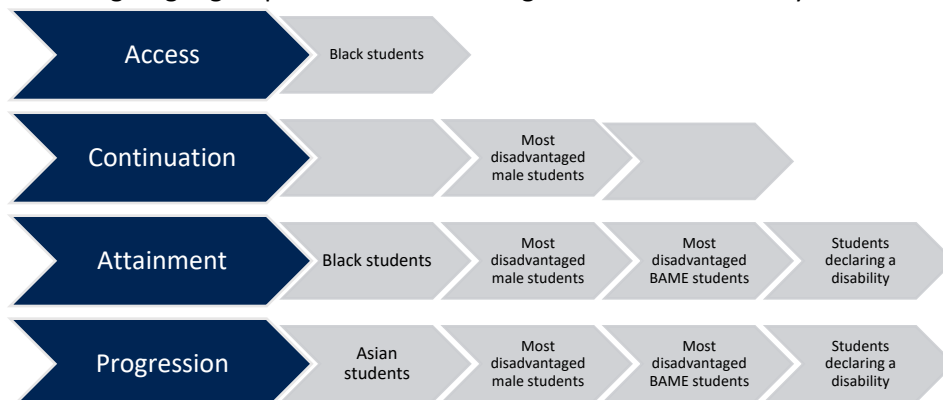 Access
Black students
Continuation
Most
disadvantaged
male students
Attainment
Black students
Most
disadvantaged
male students
Most
disadvantaged
BAME students
Students
declaring a
disability
Progression
Asian
students
Most
disadvantaged
male students
Most
disadvantaged
BAME students
Students
declaring a
disability